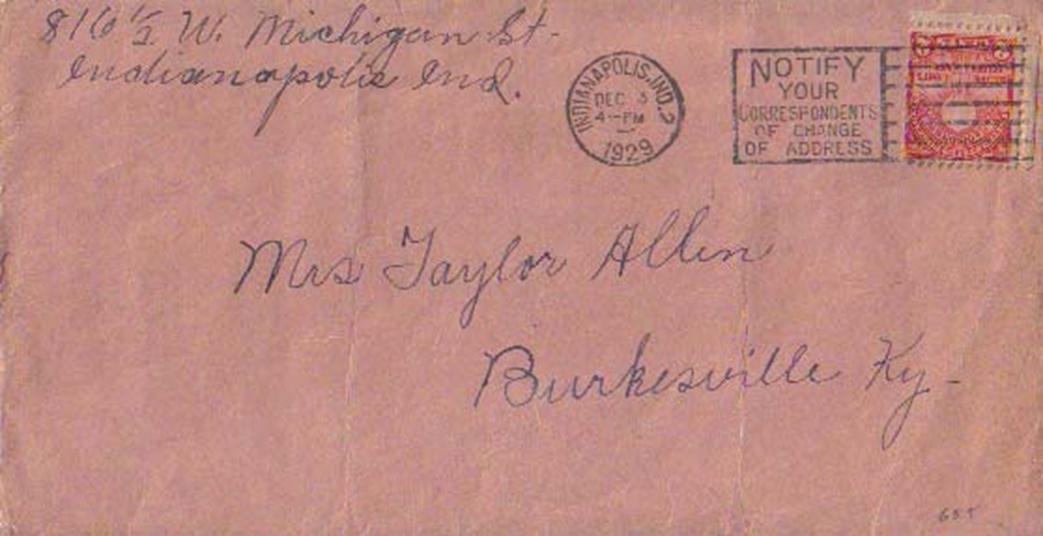 816 1/2 W. Michigan St.
Indianapolis Ind.
INDIANAPOLIS, IND. 2
DEC 5
4-PM
1929
NOTIFY
YOUR
CORRESPONDENTS
OF CHANGE
OF ADDRESS
Mrs Taylor Allen
Burkesville Ky-